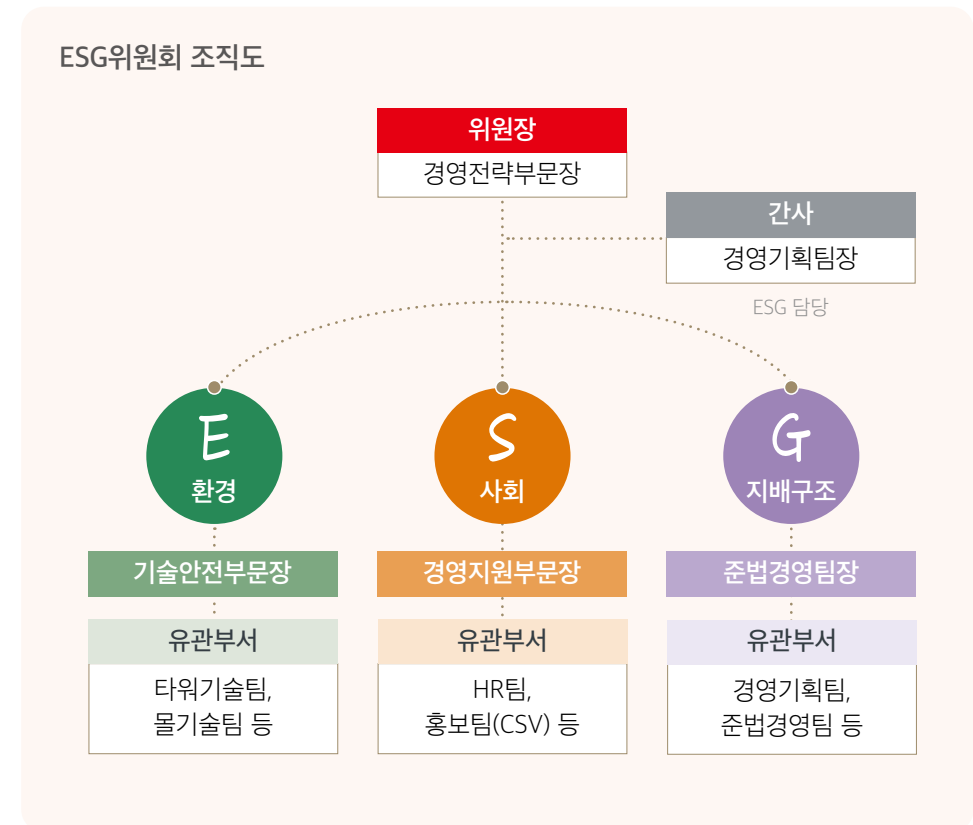 ESG위원회 조직도
위원장
경영전략부문장
간사
경영기획팀장
ESG 담당
E
환경
S
사회
G
지배구조
기술안전부문장
경영지원부문장
준법경영팀장
유관부서
타워기술팀,
몰기술팀 등
유관부서
HR팀,
홍보팀(CSV) 등
유관부서
경영기획팀,
준법경영팀 등